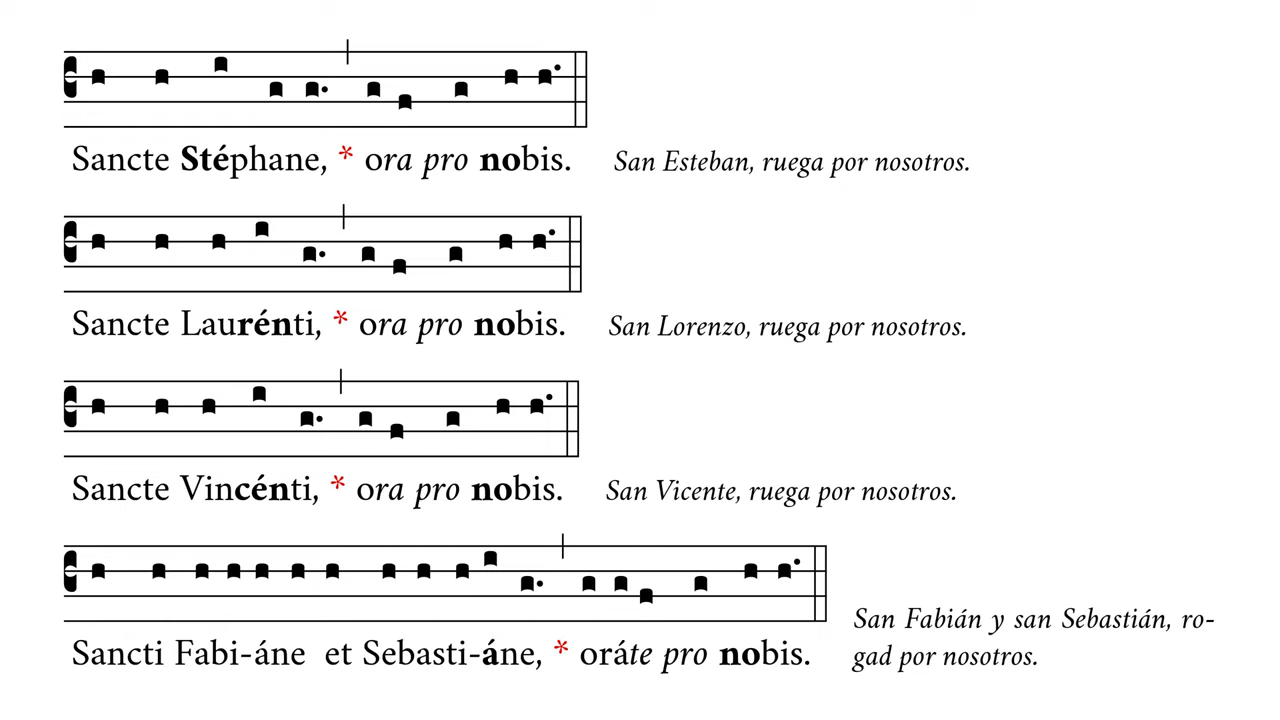 h h i g g. g f g h h.
Sancte Stéphane, * ora pro nobis. San Esteban, ruega por nosotros.
h h h i g. g f g h h.
Sancte Laurénti, * ora pro nobis. San Lorenzo, ruega por nosotros.
h h h i g. g f g h h.
Sancte Vincénti, * ora pro nobis. San Vicente, ruega por nosotros.
h h h h h h h h h h i g. g g f g h h.
Sancti Fabi-áne et Sebasti-áne, * oráte pro nobis. San Fabián y san Sebastián, ro-
gad por nosotros.